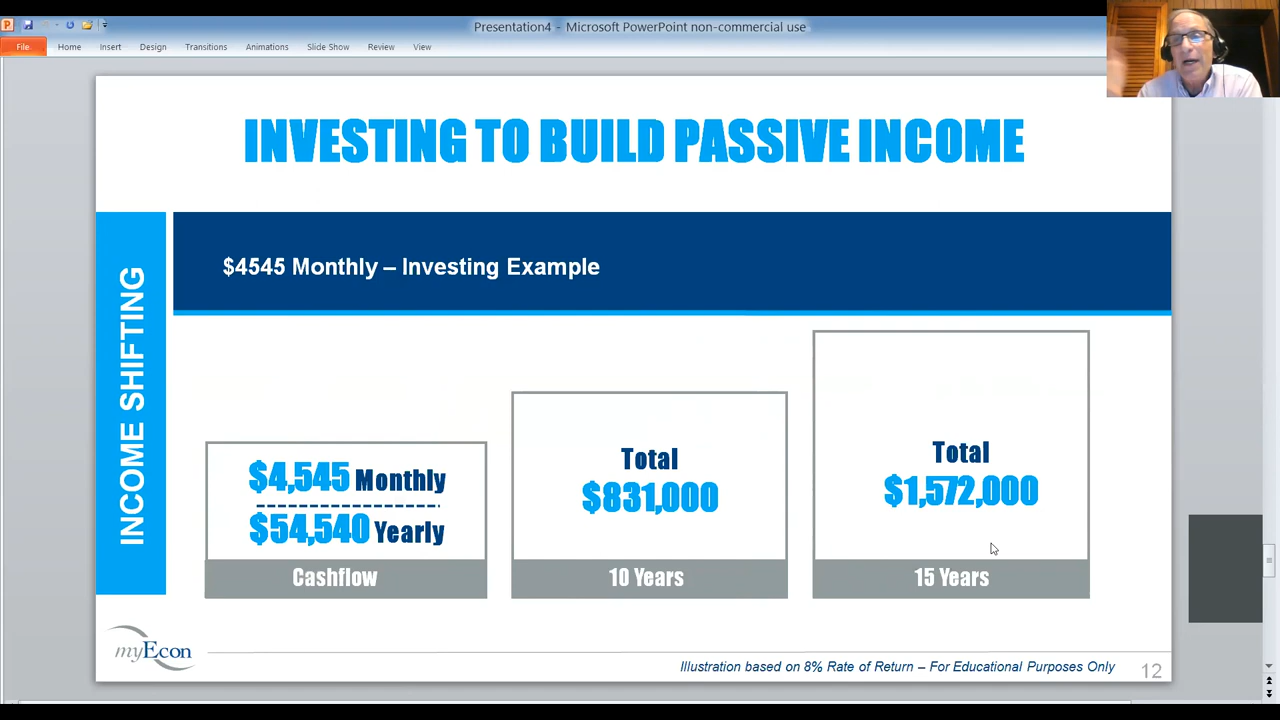 Presentation4 – Microsoft PowerPoint non-commercial use
File Home Insert Design Transitions Animations Slide Show Review View
INVESTING TO BUILD PASSIVE INCOME
INCOME SHIFTING
$4545 Monthly – Investing Example
$4,545 Monthly
$54,540 Yearly
Cashflow
Total
$831,000
10 Years
Total
$1,572,000
15 Years
myEcon
Illustration based on 8% Rate of Return – For Educational Purposes Only
12